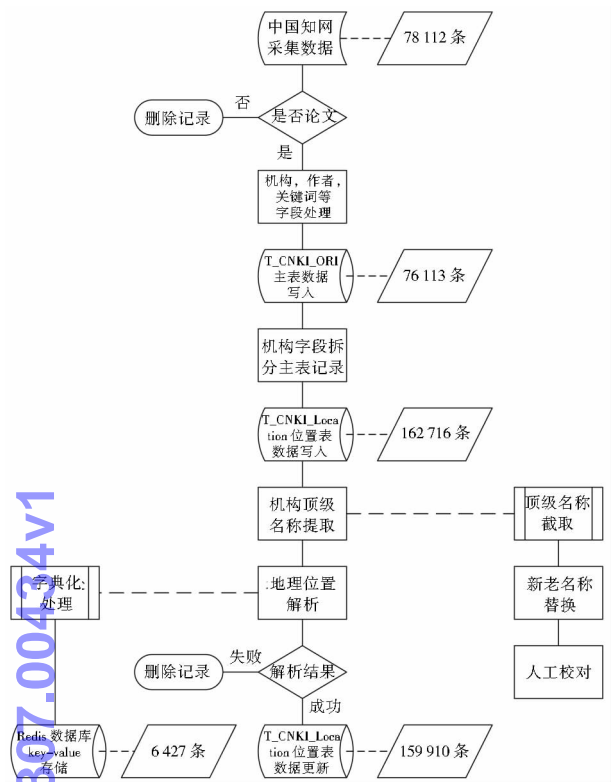 中国知网
采集数据
78 112 条
是否论文
否
删除记录
是
机构，作者，
关键词等
字段处理
T_CNKI_ORI
主表数据
写入
76 113 条
机构字段拆
分主表记录
T_CNKI_Loca
tion 位置表
数据写入
162 716 条
机构顶级
名称提取
顶级名称
截取
字典化
处理
地理位置
解析
新老名称
替换
删除记录
失败
解析结果
人工校对
成功
Redis 数据库
key-value
存储
6 427 条
T_CNKI_Loca
tion 位置表
数据更新
159 910 条
307.00434v1